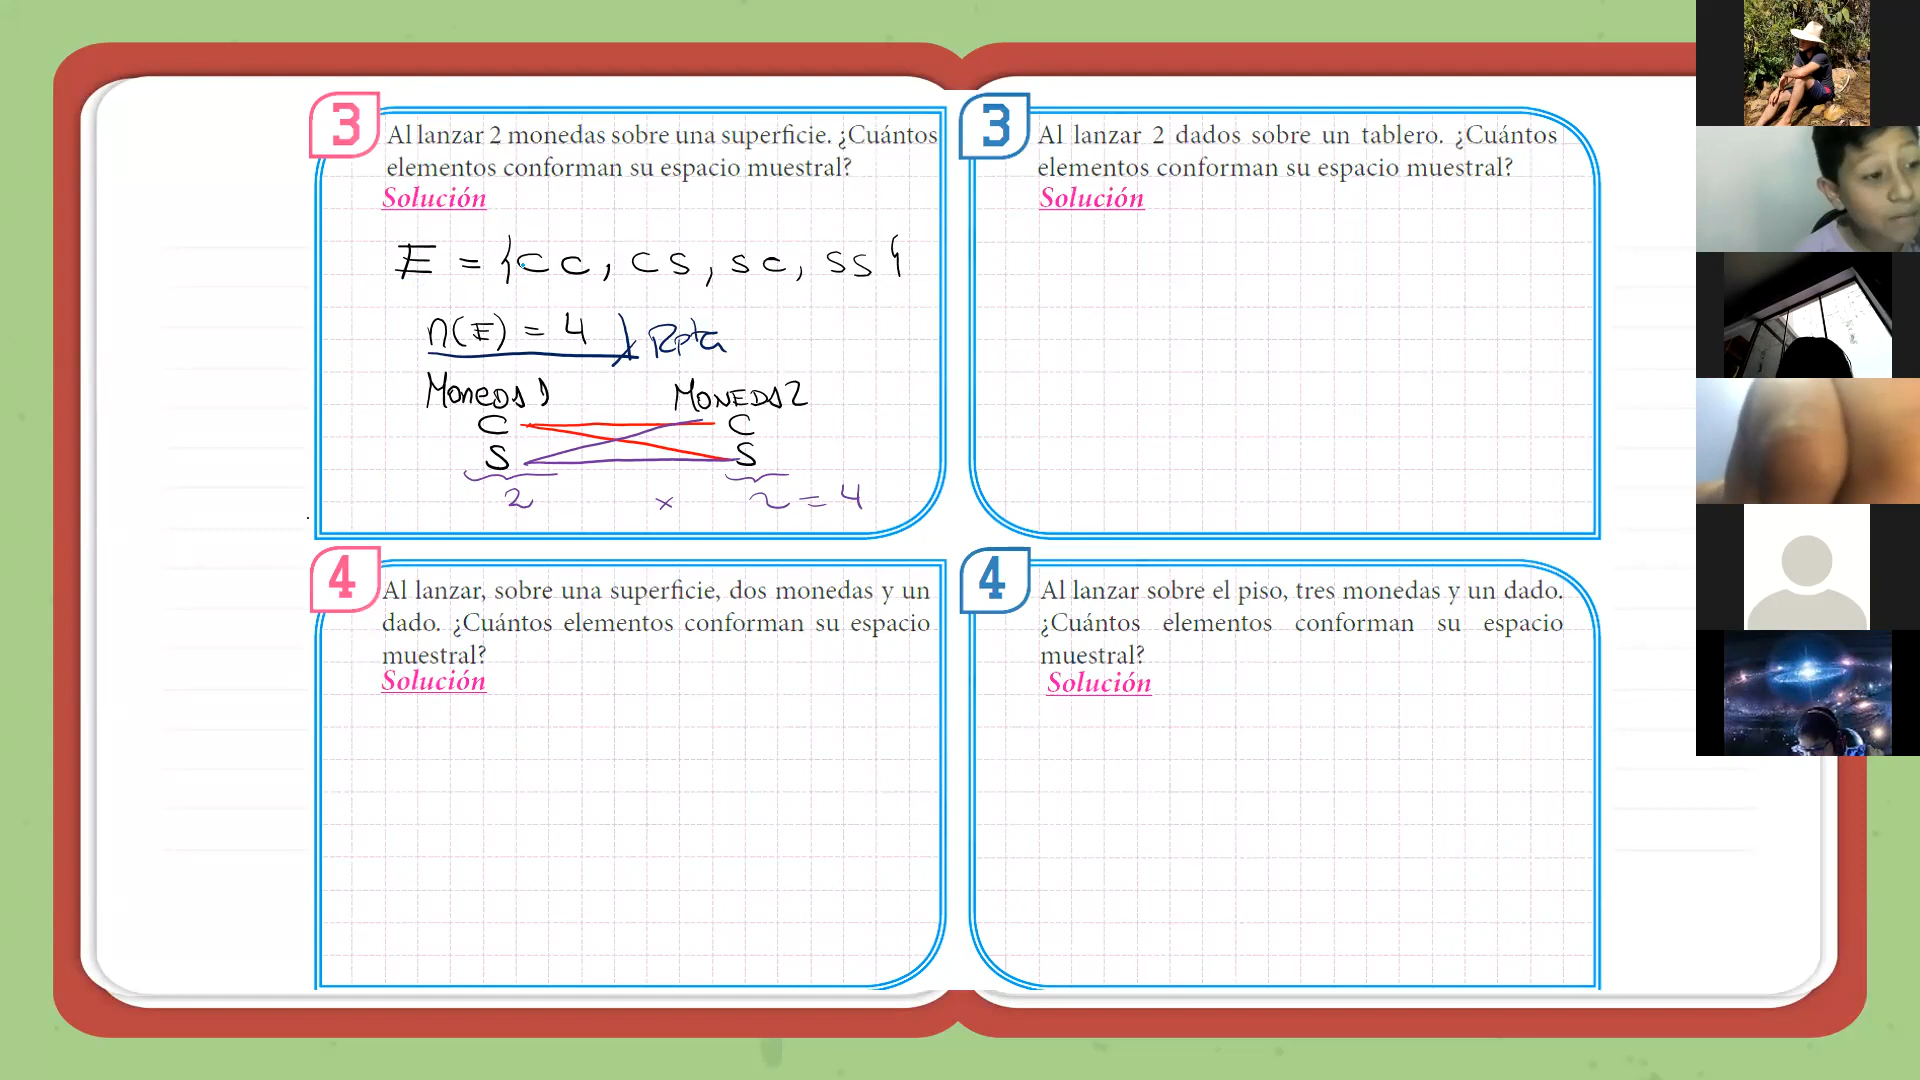 3
Al lanzar 2 monedas sobre una superficie. ¿Cuántos
elementos conforman su espacio muestral?
Solución
E = {CC, CS, SC, SS}
n(E) = 4 Rpta
MONEDA 1 MONEDA 2
C C
S S
2 x 2 = 4
3
Al lanzar 2 dados sobre un tablero. ¿Cuántos
elementos conforman su espacio muestral?
Solución
4
Al lanzar, sobre una superficie, dos monedas y un
dado. ¿Cuántos elementos conforman su espacio
muestral?
Solución
4
Al lanzar sobre el piso, tres monedas y un dado.
¿Cuántos elementos conforman su espacio
muestral?
Solución